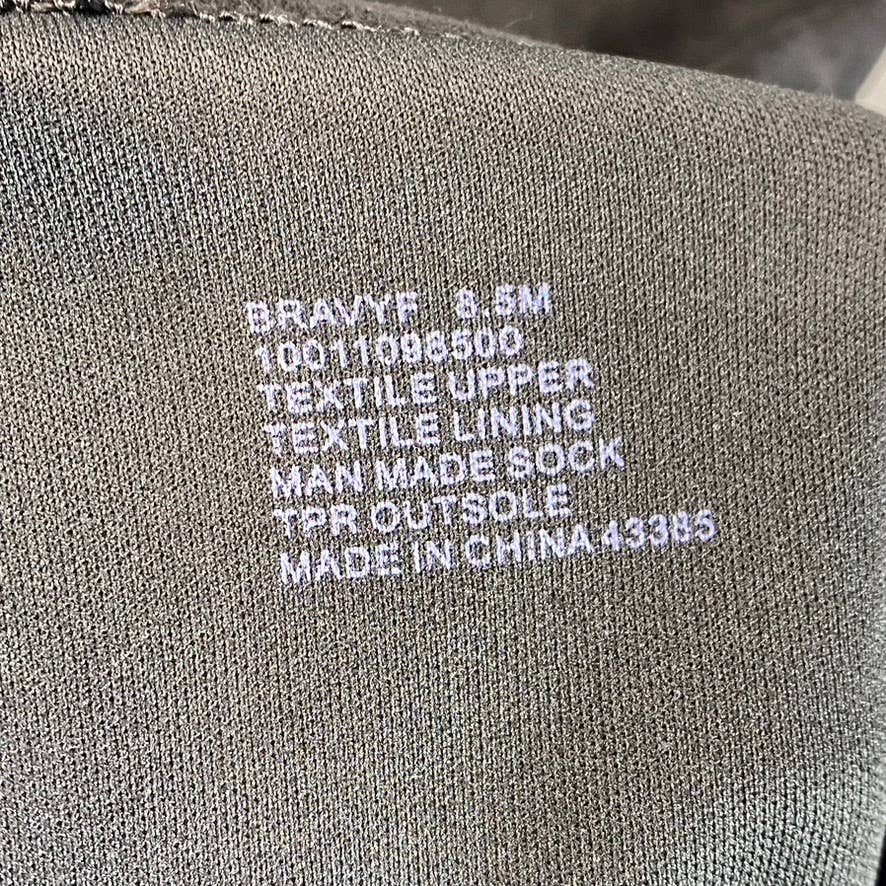 BRAVYF 8.5M
10011098500
TEXTILE UPPER
TEXTILE LINING
MAN MADE SOCK
TPR OUTSOLE
MADE IN CHINA 43385